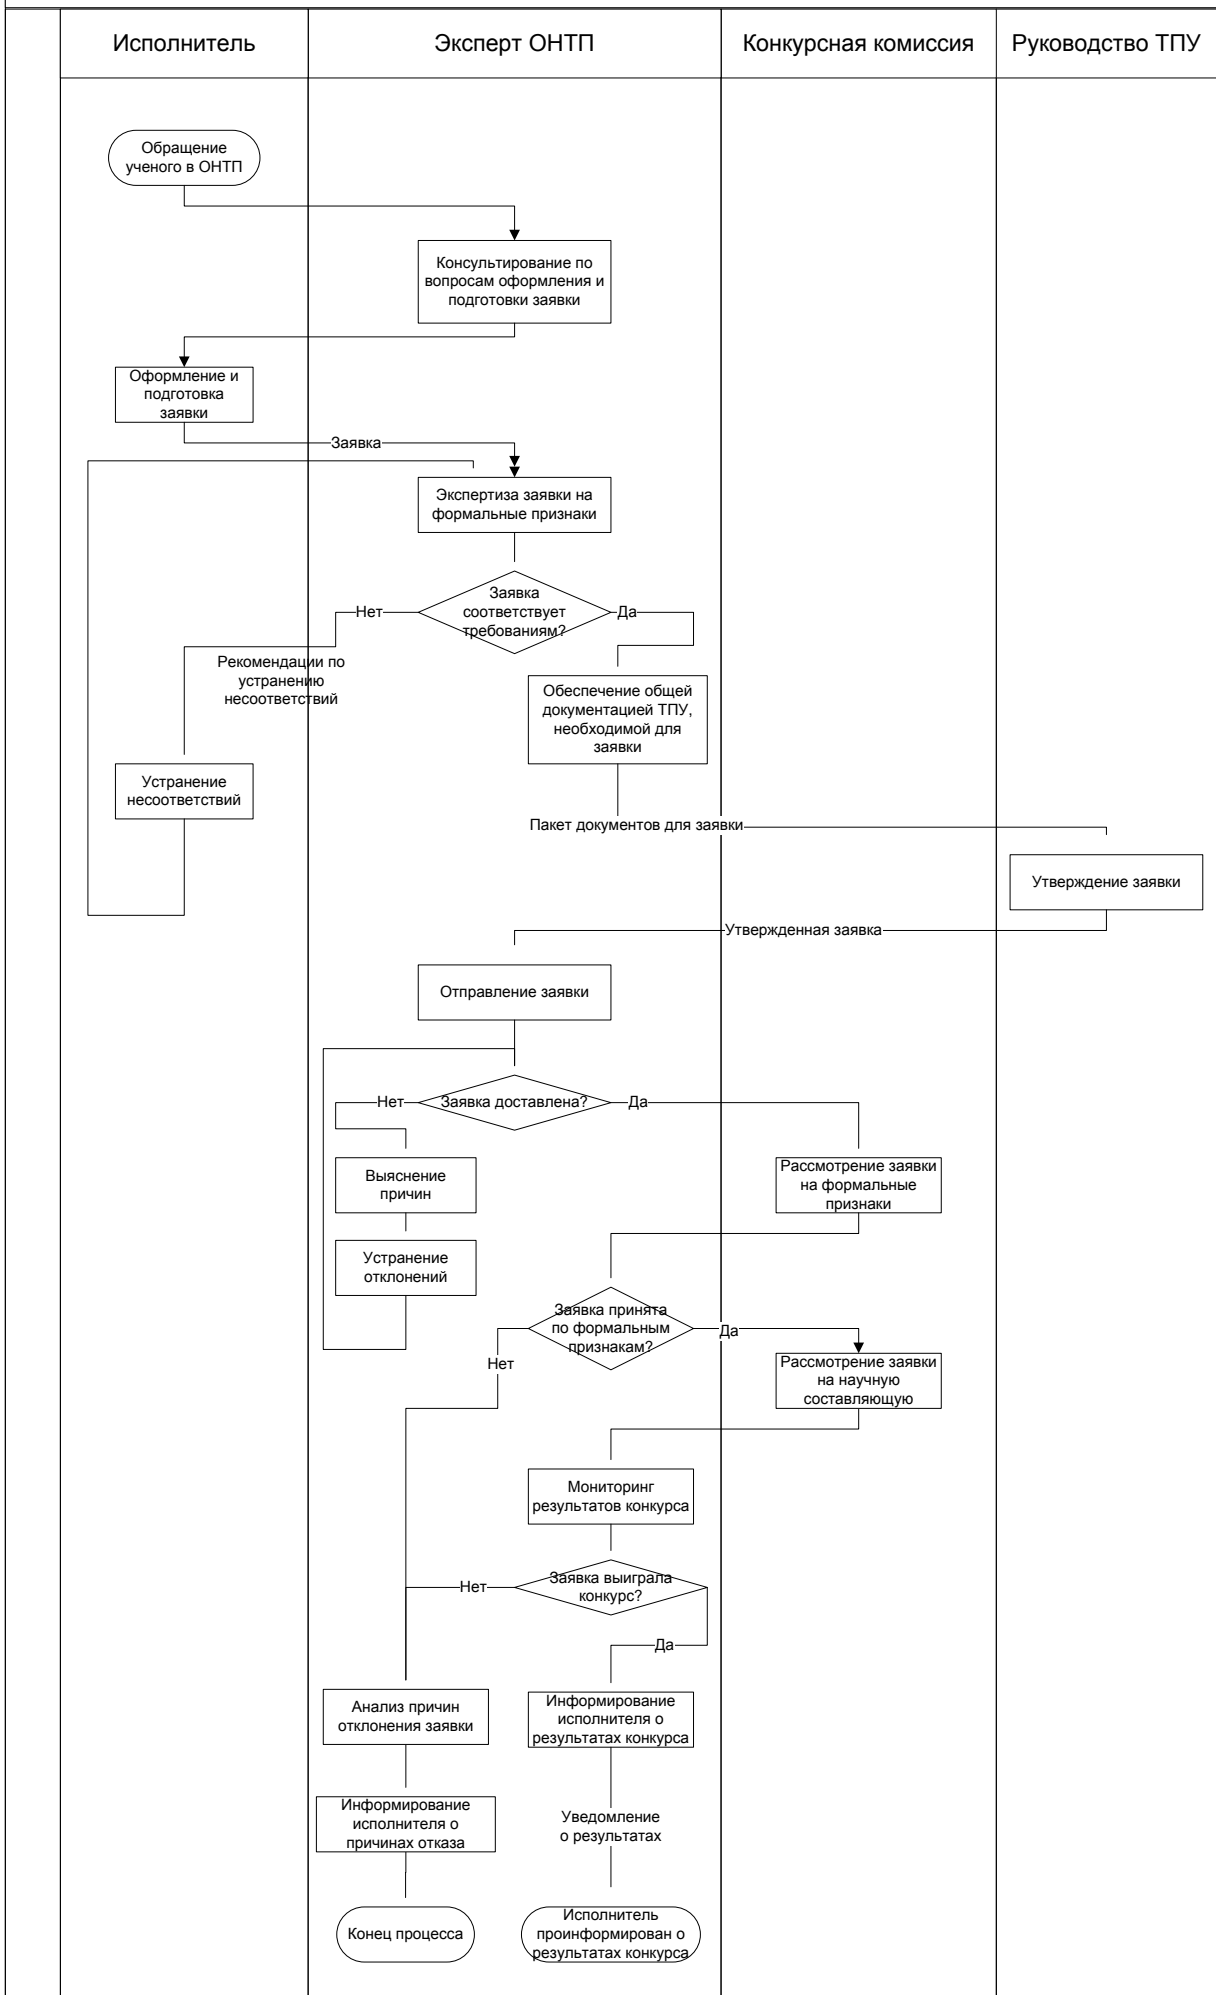 Исполнитель
Эксперт ОНТП
Конкурсная комиссия
Руководство ТПУ
Обращение
ученого в ОНТП
Консультирование по
вопросам оформления и
подготовки заявки
Оформление и
подготовка
заявки
Заявка
Экспертиза заявки на
формальные признаки
Заявка
соответствует
требованиям?
Нет
Да
Рекомендации по
устранению
несоответствий
Обеспечение общей
документацией ТПУ,
необходимой для
заявки
Устранение
несоответствий
Пакет документов для заявки
Утверждение заявки
Утвержденная заявка
Отправление заявки
Заявка доставлена?
Нет
Да
Выяснение
причин
Рассмотрение заявки
на формальные
признаки
Устранение
отклонений
Заявка принята
по формальным
признакам?
Да
Нет
Рассмотрение заявки
на научную
составляющую
Мониторинг
результатов конкурса
Заявка выиграла
конкурс?
Нет
Да
Анализ причин
отклонения заявки
Информирование
исполнителя о
результатах конкурса
Информирование
исполнителя о
причинах отказа
Уведомление
о результатах
Конец процесса
Исполнитель
проинформирован о
результатах конкурса